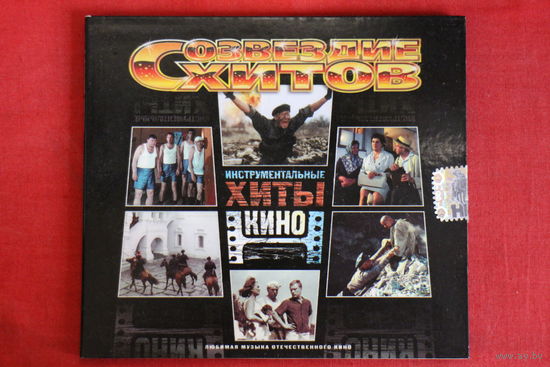 СОЗВЕЗДИЕ
ХИТОВ
ИНСТРУМЕНТАЛЬНЫЕ
ХИТЫ
КИНО
ЛЮБИМАЯ МУЗЫКА ОТЕЧЕСТВЕННОГО КИНО
www.ay.by